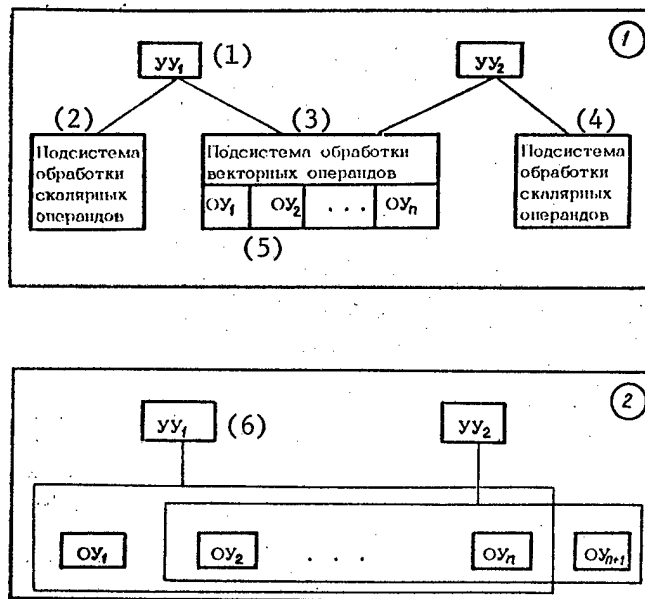 1
УУ₁ (1) УУ₂
(2) (3) (4)
Подсистема обработки скалярных операндов
Подсистема обработки векторных операндов
ОУ₁ ОУ₂ . . . ОУₙ
(5)
Подсистема обработки скалярных операндов
2
УУ₁ (6) УУ₂
ОУ₁ ОУ₂ . . . ОУₙ ОУₙ₊₁